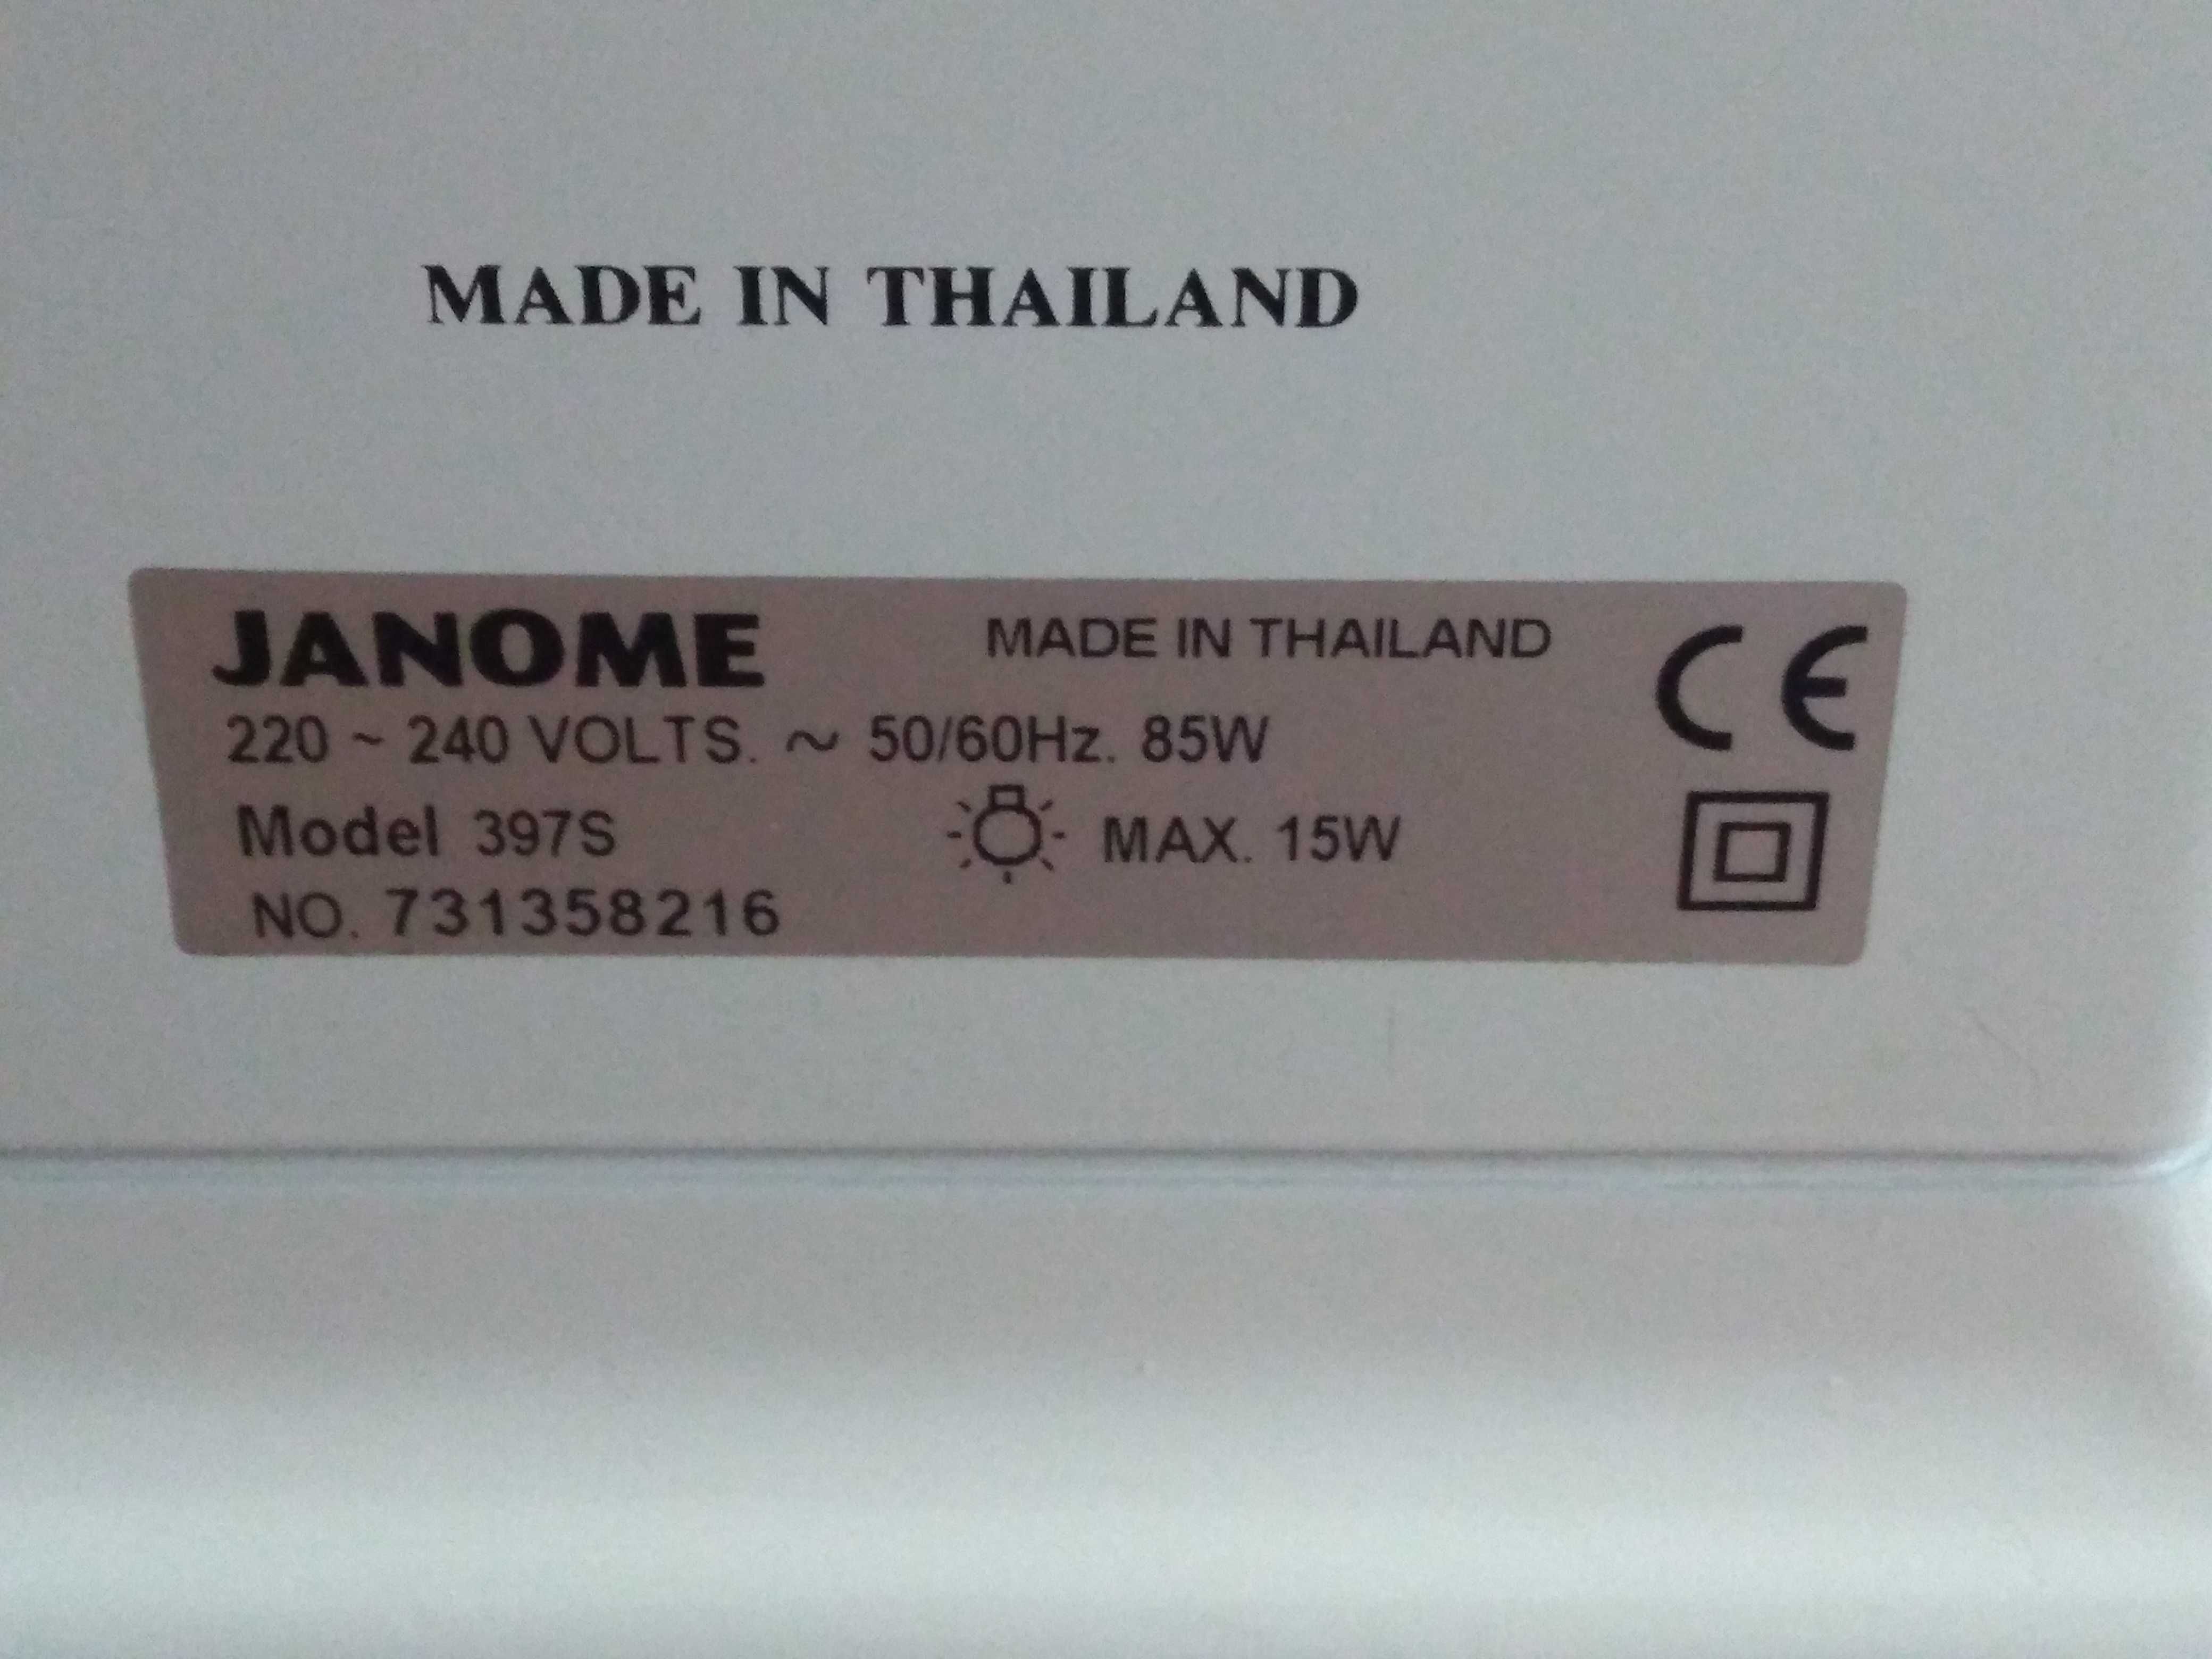 MADE IN THAILAND
JANOME MADE IN THAILAND CE
220 ~ 240 VOLTS. ~ 50/60Hz. 85W
Model 397S MAX. 15W
NO. 731358216